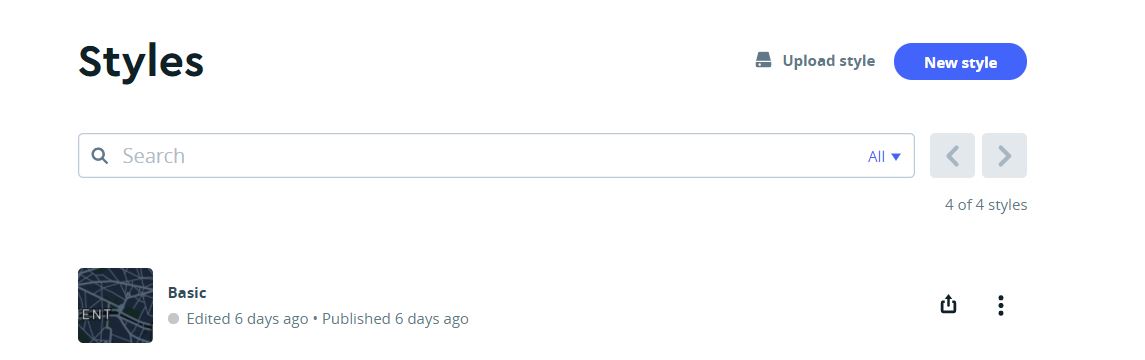 Styles
Upload style
New style
Search
All
4 of 4 styles
ENT
Basic
Edited 6 days ago • Published 6 days ago